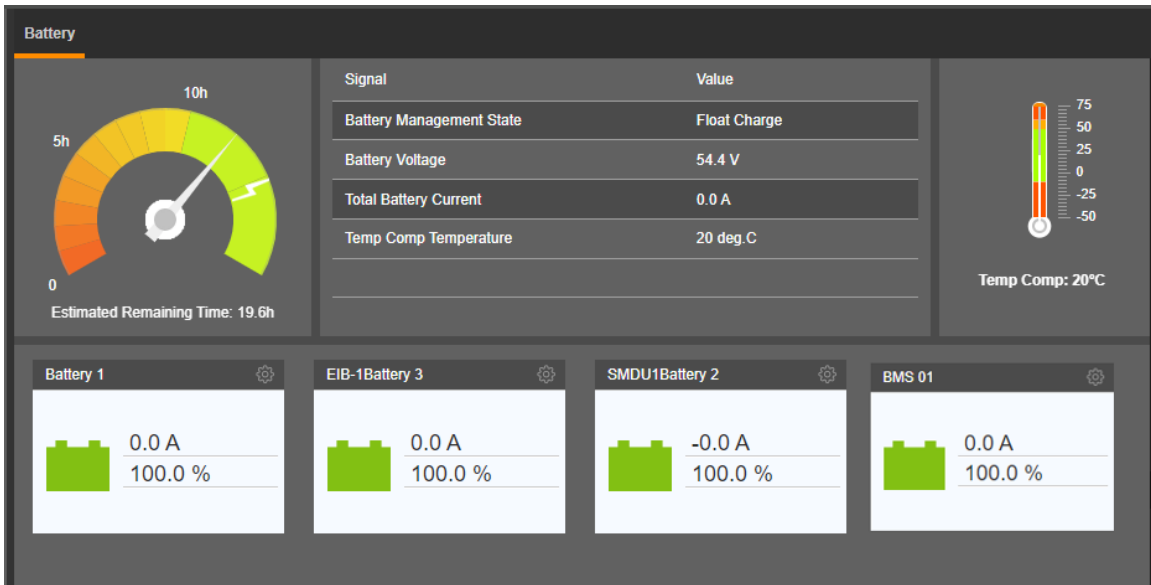 Battery
10h
5h
0
Estimated Remaining Time: 19.6h
Signal Value
Battery Management State Float Charge
Battery Voltage 54.4 V
Total Battery Current 0.0 A
Temp Comp Temperature 20 deg.C
75
50
25
0
-25
-50
Temp Comp: 20°C
Battery 1
0.0 A
100.0 %
EIB-1Battery 3
0.0 A
100.0 %
SMDU1Battery 2
-0.0 A
100.0 %
BMS 01
0.0 A
100.0 %